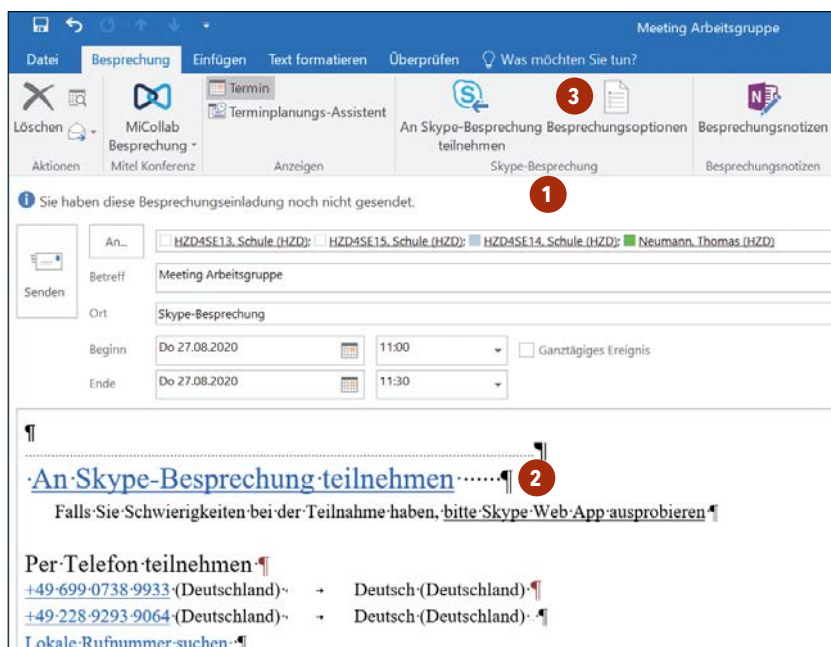 Meeting Arbeitsgruppe
Datei Besprechung Einfügen Text formatieren Überprüfen Was möchten Sie tun?
Löschen
MiCollab Besprechung
Termin
Terminplanungs-Assistent
An Skype-Besprechung teilnehmen
3
Besprechungsoptionen
Besprechungsnotizen
Aktionen Mitel Konferenz Anzeigen Skype-Besprechung Besprechungsnotizen
1
Sie haben diese Besprechungseinladung noch nicht gesendet.
Senden
An... HZD4SE13, Schule (HZD); HZD4SE15, Schule (HZD); HZD4SE14, Schule (HZD); Neumann, Thomas (HZD)
Betreff Meeting Arbeitsgruppe
Ort Skype-Besprechung
Beginn Do 27.08.2020 11:00 Ganztägiges Ereignis
Ende Do 27.08.2020 11:30
¶
¶
An Skype-Besprechung teilnehmen ¶ 2
Falls Sie Schwierigkeiten bei der Teilnahme haben, bitte Skype Web App ausprobieren ¶
Per Telefon teilnehmen ¶
+49 699 0738 9933 (Deutschland) → Deutsch (Deutschland) ¶
+49 228 9293 9064 (Deutschland) → Deutsch (Deutschland) ¶
Lokale Rufnummer suchen ¶